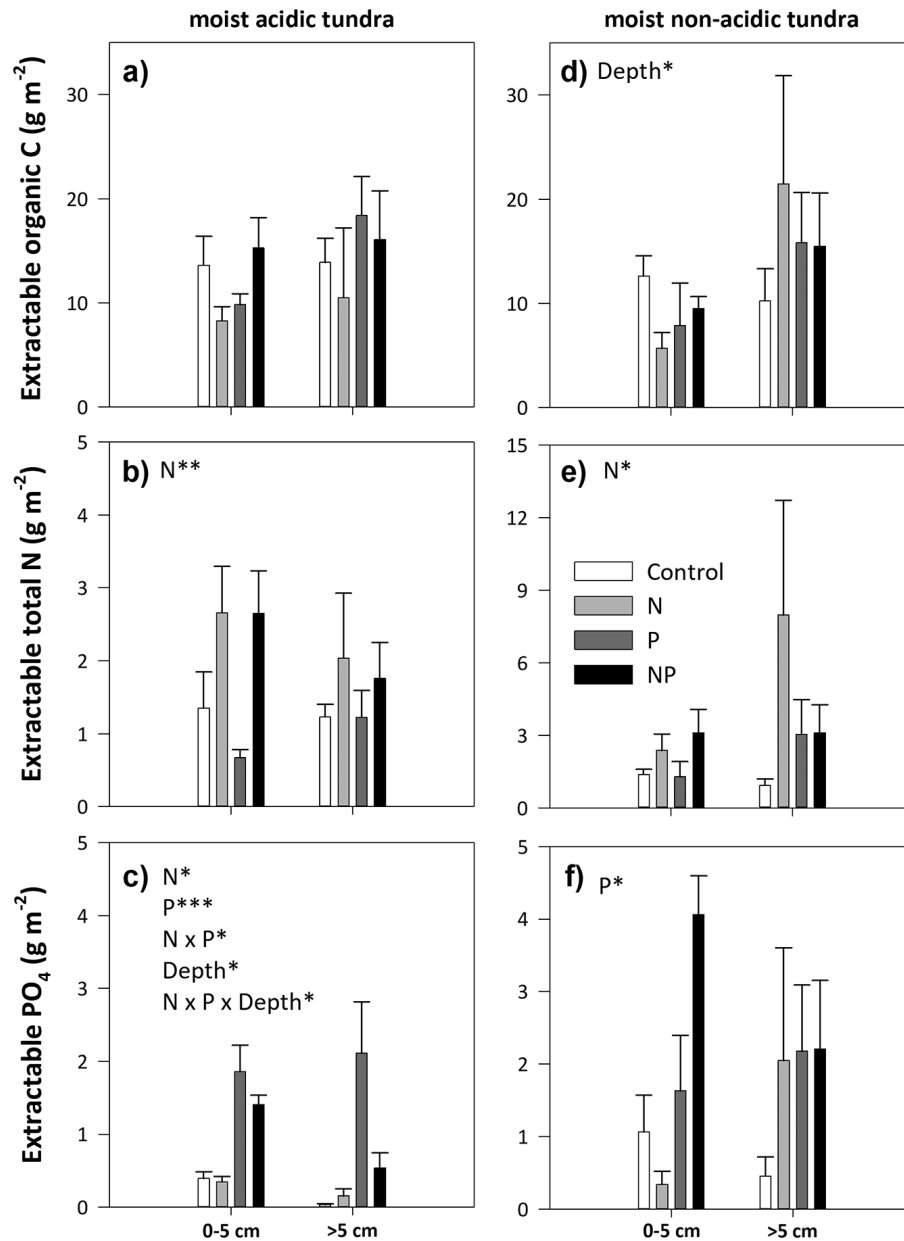 moist acidic tundra
moist non-acidic tundra
Extractable organic C (g m⁻²)
a)
30
20
10
0
d) Depth*
30
20
10
0
Extractable total N (g m⁻²)
b) N**
5
4
3
2
1
0
e) N*
15
12
9
6
3
0
Control
N
P
NP
Extractable PO₄ (g m⁻²)
c) N*
P***
N x P*
Depth*
N x P x Depth*
5
4
3
2
1
0
0-5 cm
>5 cm
f) P*
5
4
3
2
1
0
0-5 cm
>5 cm